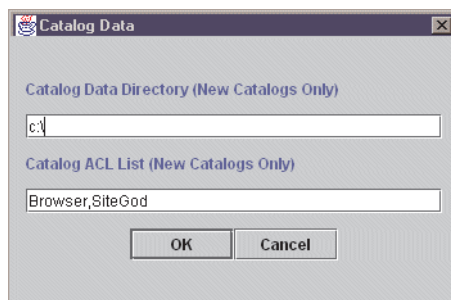 Catalog Data
Catalog Data Directory (New Catalogs Only)
c:\
Catalog ACL List (New Catalogs Only)
Browser,SiteGod
OK Cancel